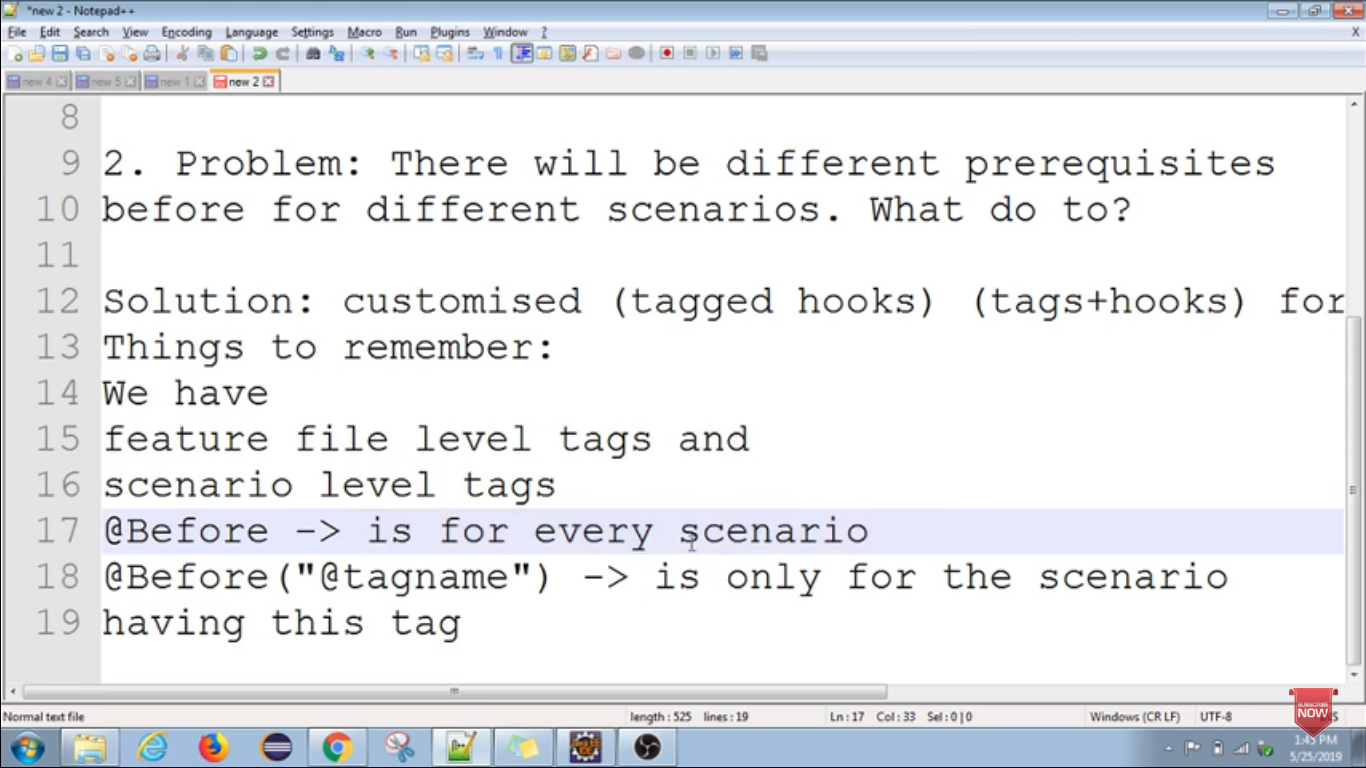 *new 2 - Notepad++
File Edit Search View Encoding Language Settings Macro Run Plugins Window ? X
new 4 new 5 new 1 new 2
8
9 2. Problem: There will be different prerequisites
10 before for different scenarios. What do to?
11
12 Solution: customised (tagged hooks) (tags+hooks) for
13 Things to remember:
14 We have
15 feature file level tags and
16 scenario level tags
17 @Before -> is for every scenario
18 @Before("@tagname") -> is only for the scenario
19 having this tag
Normal text file length : 525 lines : 19 Ln : 17 Col : 33 Sel : 0 | 0 Windows (CR LF) UTF-8
SUBSCRIBE
NOW
1:45 PM
5/25/2019